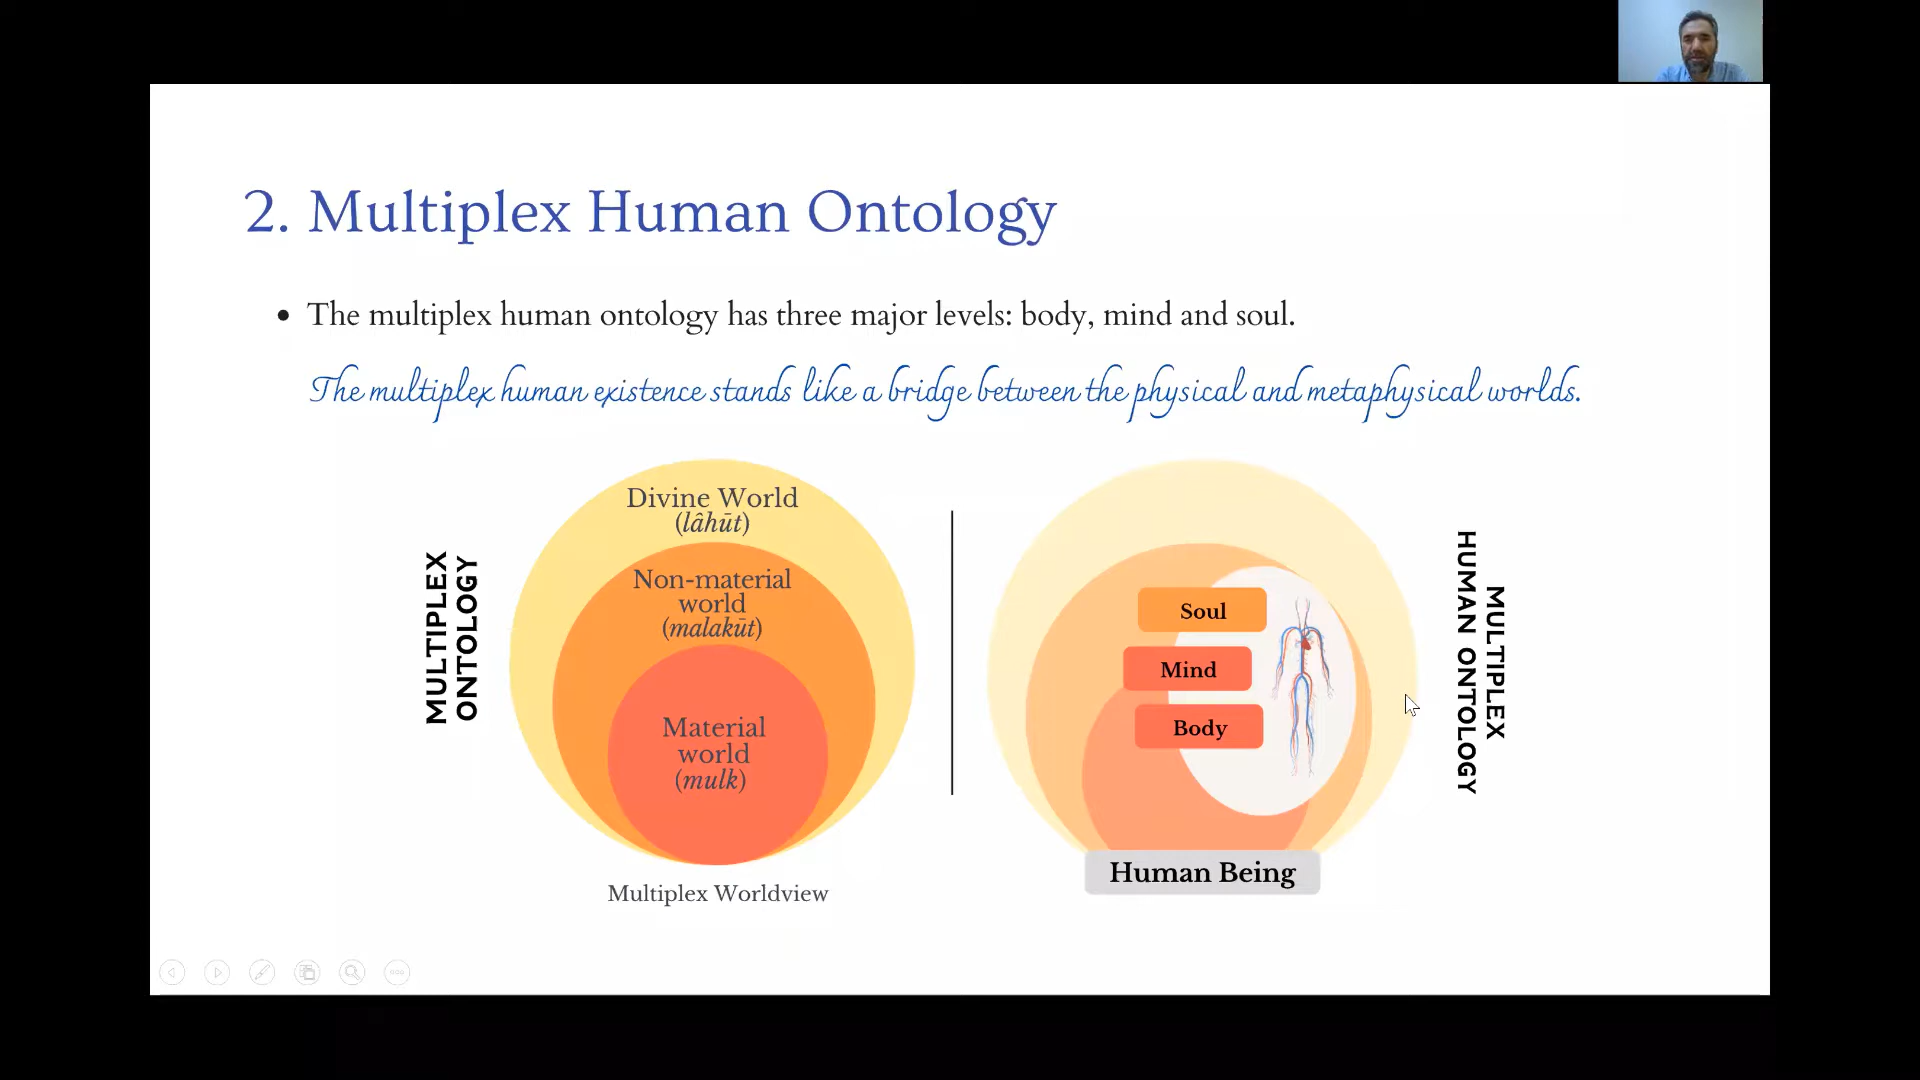 2. Multiplex Human Ontology
• The multiplex human ontology has three major levels: body, mind and soul.
The multiplex human existence stands like a bridge between the physical and metaphysical worlds.
MULTIPLEX
ONTOLOGY
Divine World
(lâhūt)
Non-material
world
(malakūt)
Material
world
(mulk)
Multiplex Worldview
Soul
Mind
Body
Human Being
MULTIPLEX
HUMAN ONTOLOGY